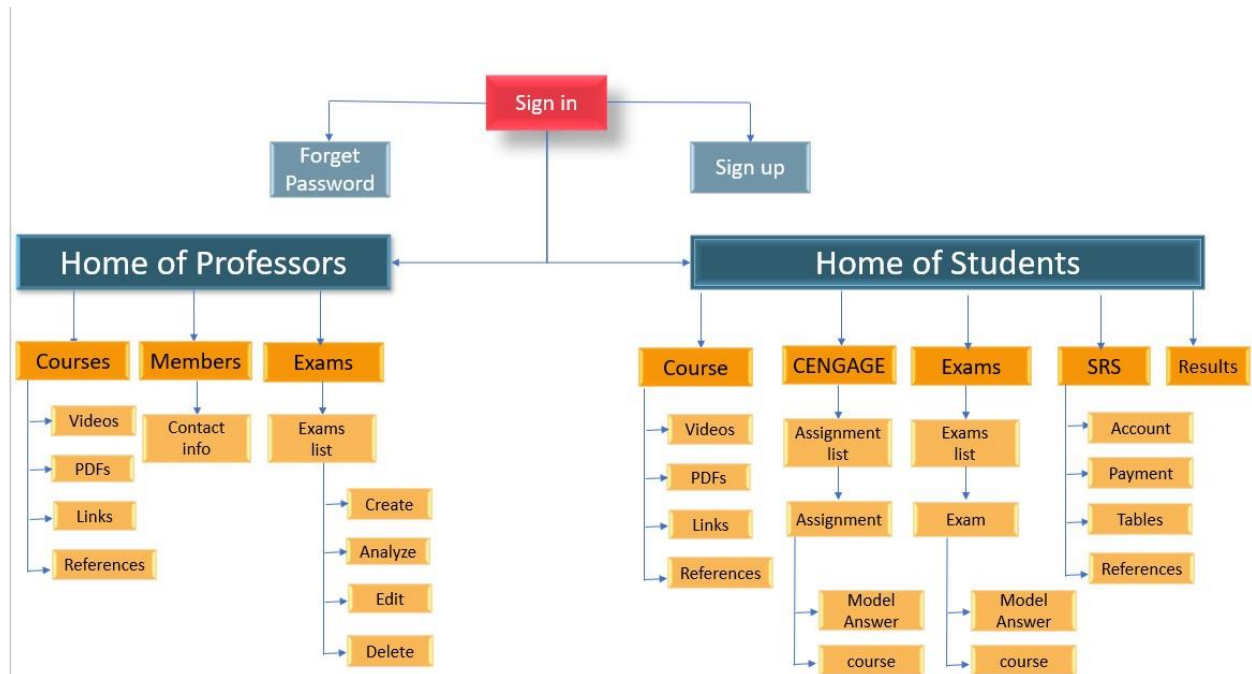 Sign in
Forget
Password
Sign up
Home of Professors
Home of Students
Courses
Members
Exams
Videos
PDFs
Links
References
Contact
info
Exams
list
Create
Analyze
Edit
Delete
Course
CENGAGE
Exams
SRS
Results
Videos
PDFs
Links
References
Assignment
list
Assignment
Model
Answer
course
Exams
list
Exam
Model
Answer
course
Account
Payment
Tables
References